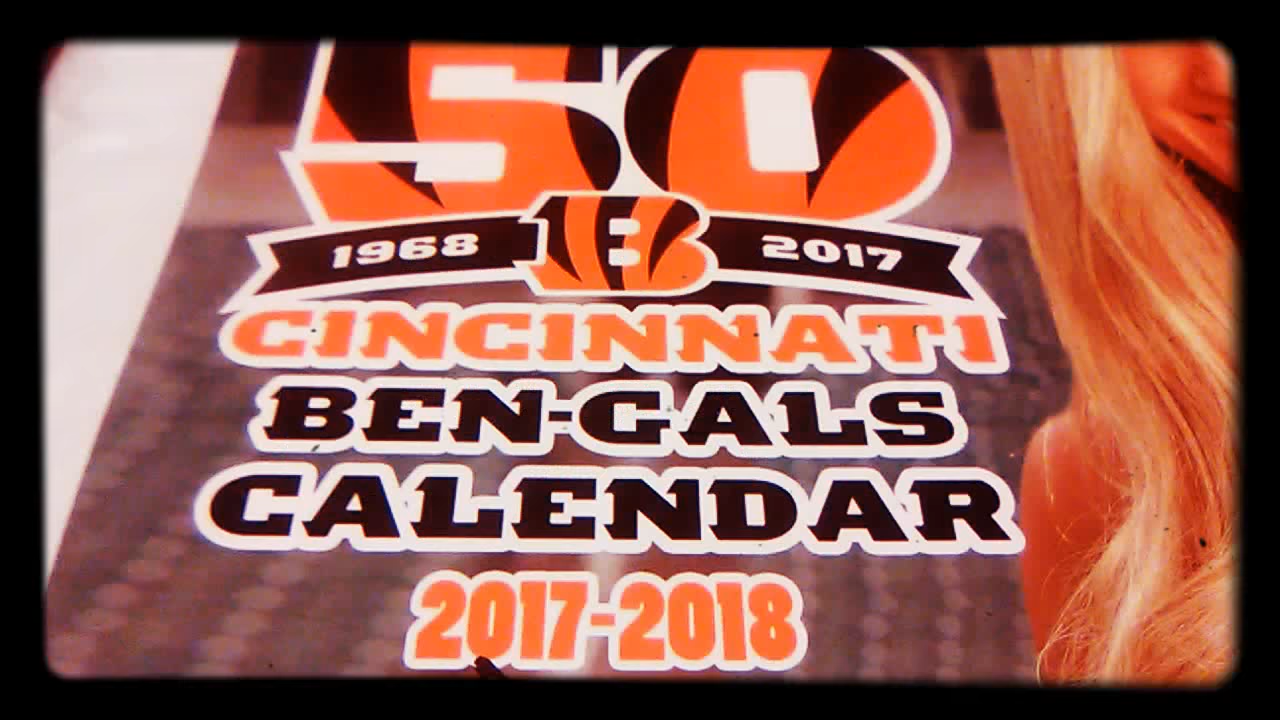 50
1968 B 2017
CINCINNATI
BEN-GALS
CALENDAR
2017-2018